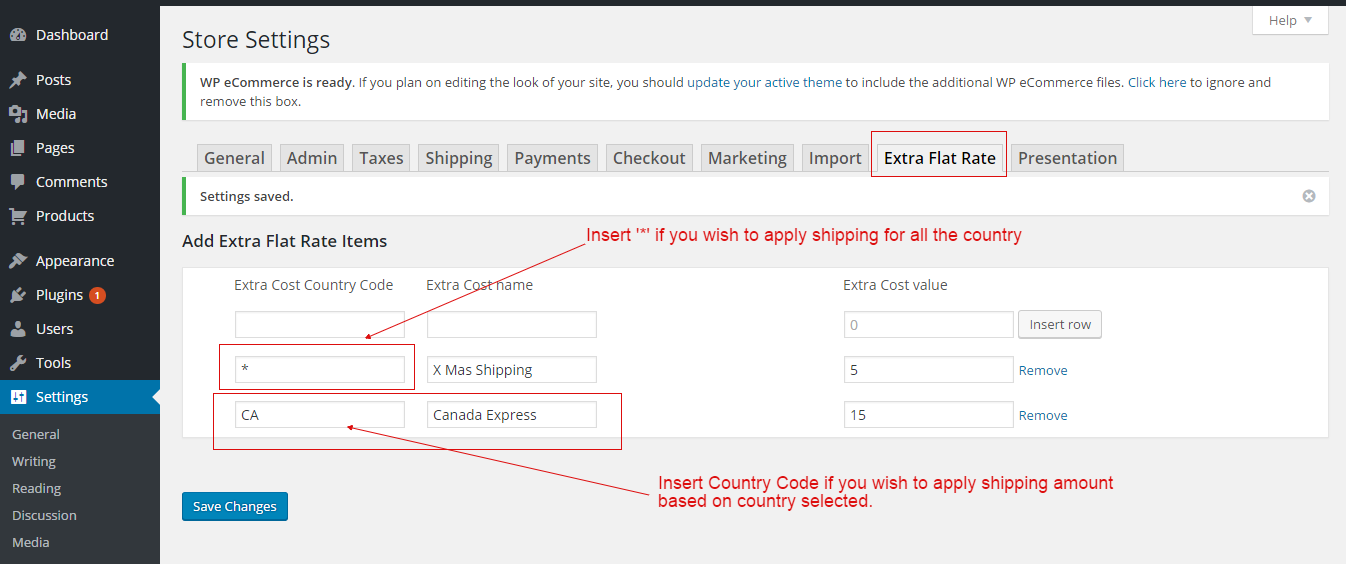 Help
Dashboard
Posts
Media
Pages
Comments
Products
Appearance
Plugins 1
Users
Tools
Settings
General
Writing
Reading
Discussion
Media
Store Settings
WP eCommerce is ready. If you plan on editing the look of your site, you should update your active theme to include the additional WP eCommerce files. Click here to ignore and
remove this box.
General Admin Taxes Shipping Payments Checkout Marketing Import Extra Flat Rate Presentation
Settings saved.
Insert '*' if you wish to apply shipping for all the country
Add Extra Flat Rate Items
Extra Cost Country Code Extra Cost name Extra Cost value
0 Insert row
* X Mas Shipping 5 Remove
CA Canada Express 15 Remove
Insert Country Code if you wish to apply shipping amount
based on country selected.
Save Changes